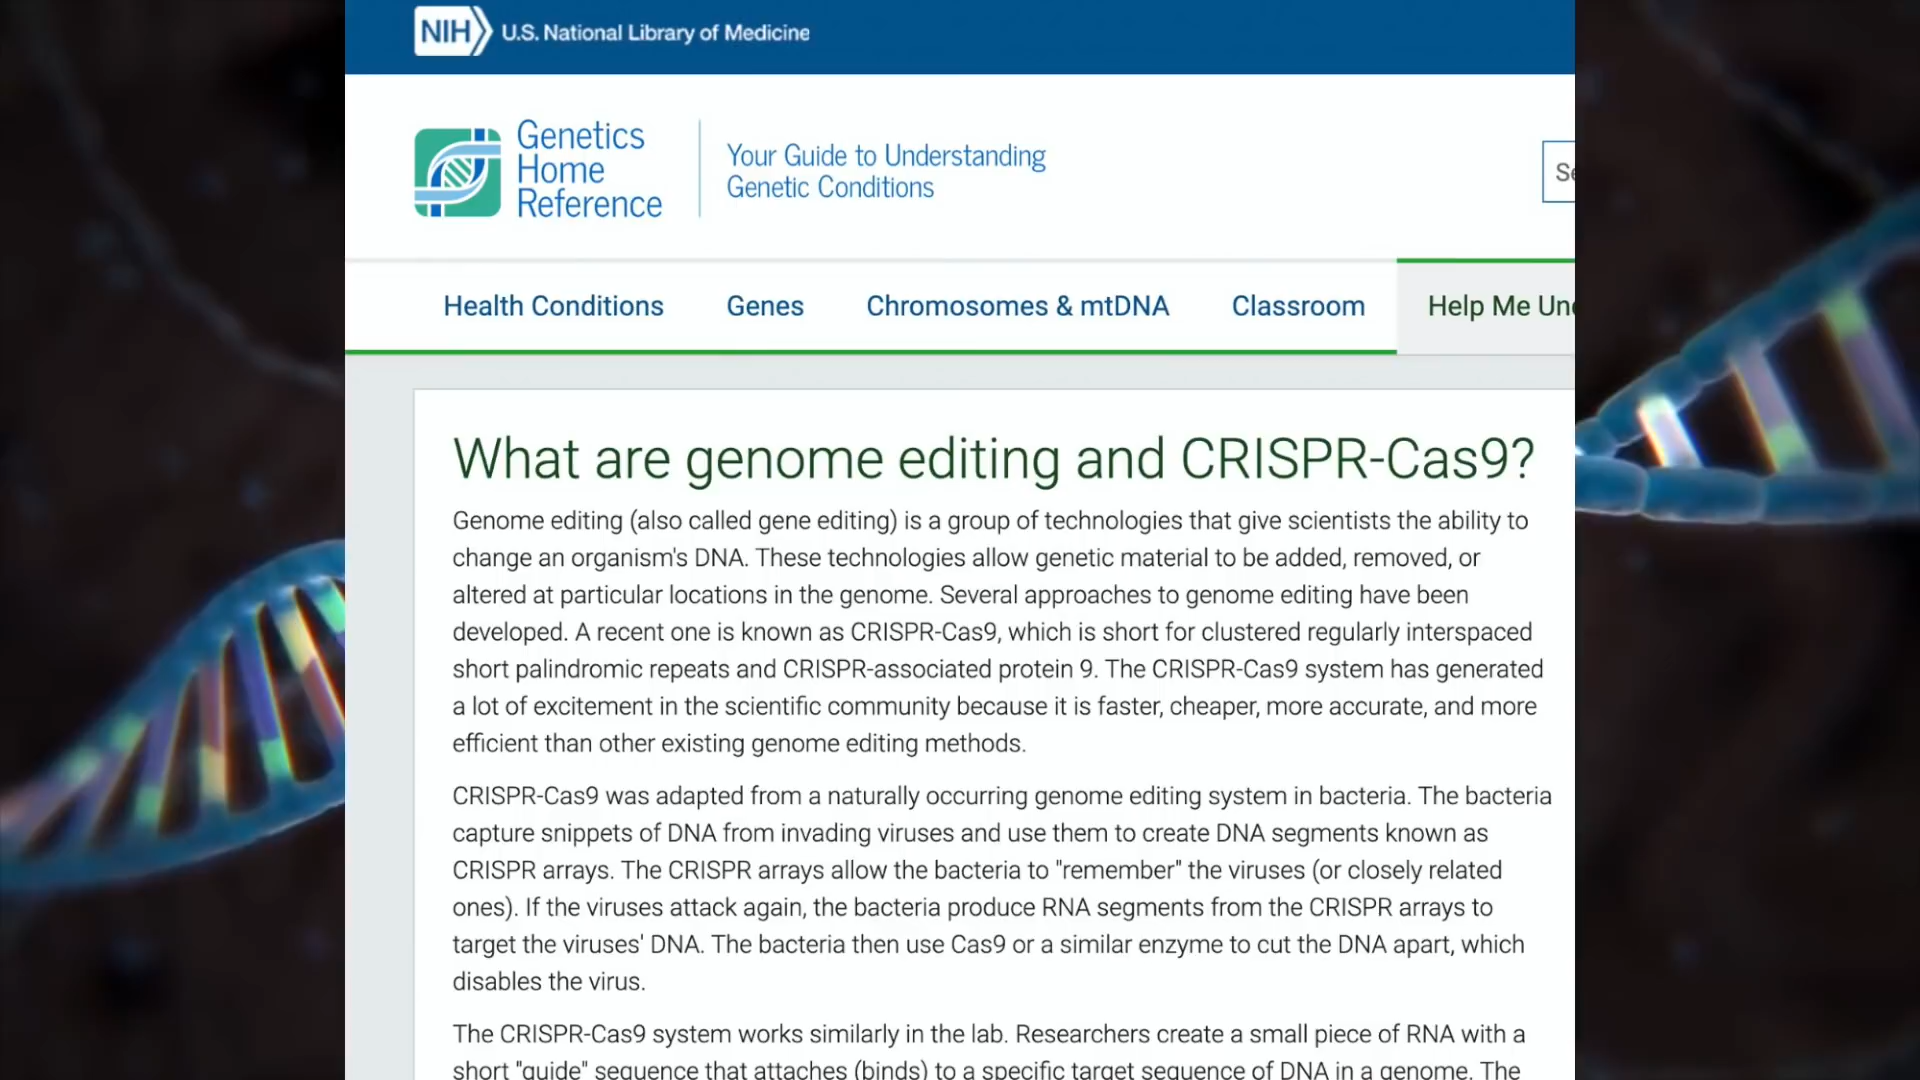 NIH U.S. National Library of Medicine
Genetics
Home
Reference
Your Guide to Understanding
Genetic Conditions
Se
Health Conditions Genes Chromosomes & mtDNA Classroom Help Me Un
What are genome editing and CRISPR-Cas9?
Genome editing (also called gene editing) is a group of technologies that give scientists the ability to
change an organism's DNA. These technologies allow genetic material to be added, removed, or
altered at particular locations in the genome. Several approaches to genome editing have been
developed. A recent one is known as CRISPR-Cas9, which is short for clustered regularly interspaced
short palindromic repeats and CRISPR-associated protein 9. The CRISPR-Cas9 system has generated
a lot of excitement in the scientific community because it is faster, cheaper, more accurate, and more
efficient than other existing genome editing methods.
CRISPR-Cas9 was adapted from a naturally occurring genome editing system in bacteria. The bacteria
capture snippets of DNA from invading viruses and use them to create DNA segments known as
CRISPR arrays. The CRISPR arrays allow the bacteria to "remember" the viruses (or closely related
ones). If the viruses attack again, the bacteria produce RNA segments from the CRISPR arrays to
target the viruses' DNA. The bacteria then use Cas9 or a similar enzyme to cut the DNA apart, which
disables the virus.
The CRISPR-Cas9 system works similarly in the lab. Researchers create a small piece of RNA with a
short "guide" sequence that attaches (binds) to a specific target sequence of DNA in a genome. The